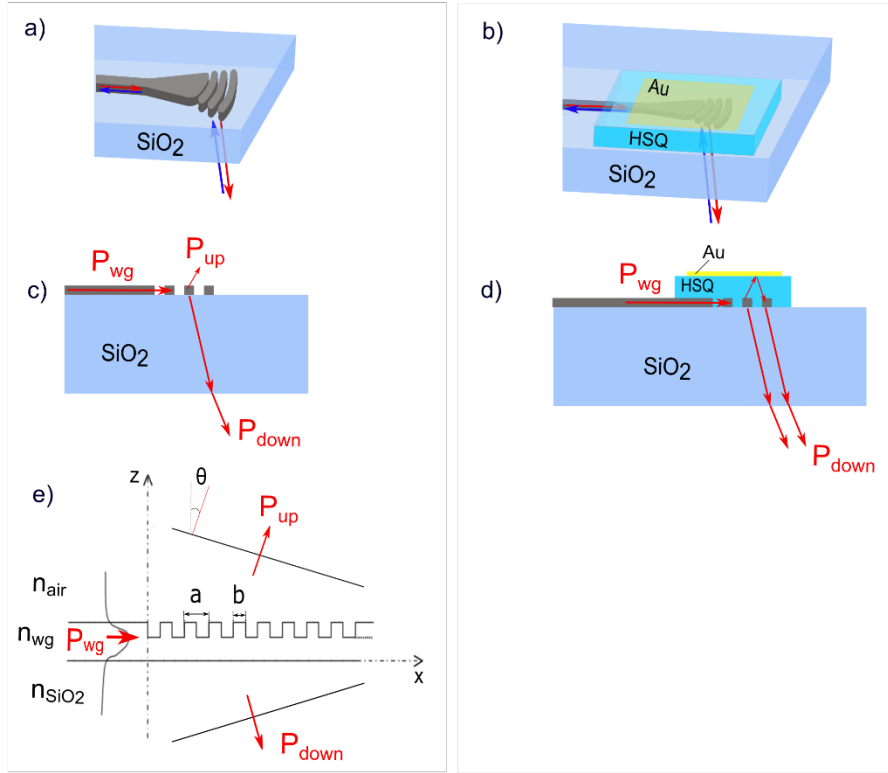 a)
SiO2
b)
Au
HSQ
SiO2
c)
Pwg
Pup
SiO2
Pdown
d)
Au
Pwg
HSQ
SiO2
Pdown
e)
z
θ
Pup
nair
a
b
nwg
Pwg
x
nSiO2
Pdown